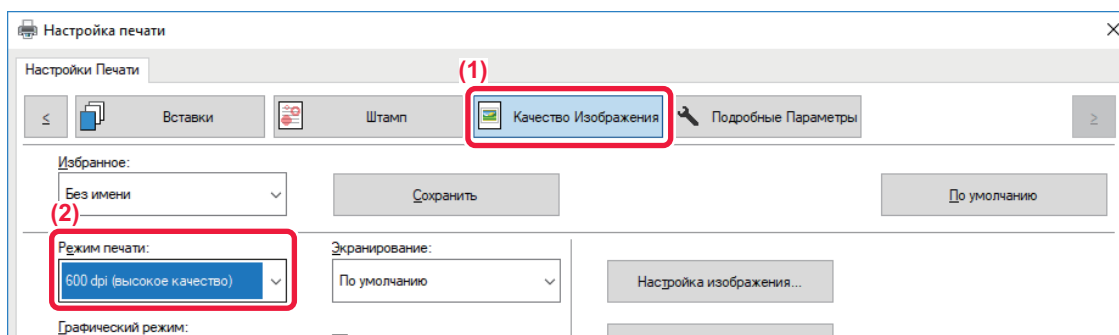 Настройка печати
Настройки Печати
(1)
< Вставки Штамп Качество Изображения Подробные Параметры >
Избранное:
Без имени Сохранить По умолчанию
(2)
Режим печати: Экранирование:
600 dpi (высокое качество) По умолчанию Настройка изображения...
Графический режим: